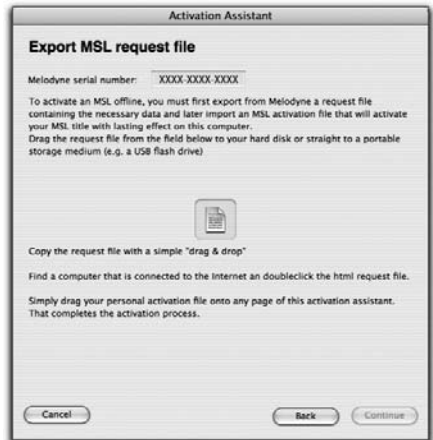 Activation Assistant
Export MSL request file
Melodyne serial number: XXXX-XXXX-XXXX
To activate an MSL offline, you must first export from Melodyne a request file
containing the necessary data and later import an MSL activation file that will activate
your MSL title with lasting effect on this computer.
Drag the request file from the field below to your hard disk or straight to a portable
storage medium (e.g. a USB flash drive)
Copy the request file with a simple "drag & drop"
Find a computer that is connected to the Internet an doubleclick the html request file.
Simply drag your personal activation file onto any page of this activation assistant.
That completes the activation process.
Cancel Back Continue